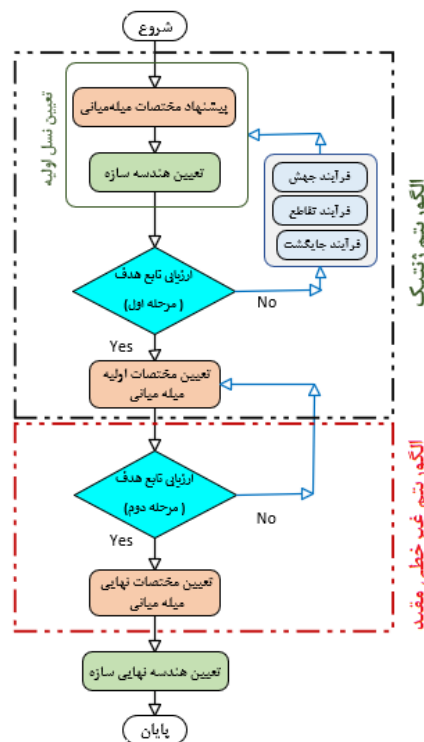 شروع
تعیین نسل اولیه
پیشنهاد مختصات میله‌میانی
تعیین هندسه سازه
فرآیند جهش
فرآیند تقاطع
فرآیند جایگشت
الگوریتم ژنتیک
ارزیابی تابع هدف
( مرحله اول)
No
Yes
تعیین مختصات اولیه
میله میانی
ارزیابی تابع هدف
( مرحله دوم)
No
Yes
الگوریتم غیرخطی مقید
تعیین مختصات نهایی
میله میانی
تعیین هندسه نهایی سازه
پایان